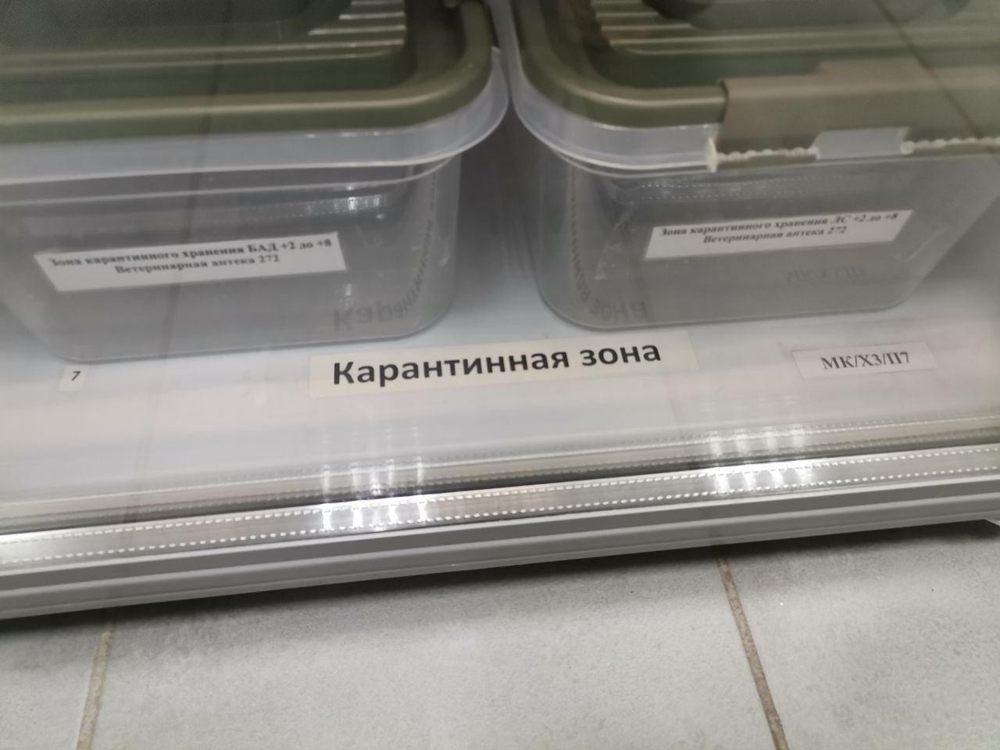 Зона карантинного хранения БАД +2 до +8
Ветеринарная аптека 272
Зона карантинного хранения ЛС +2 до +8
Ветеринарная аптека 272
7
Карантинная зона
МК/Х3/П7